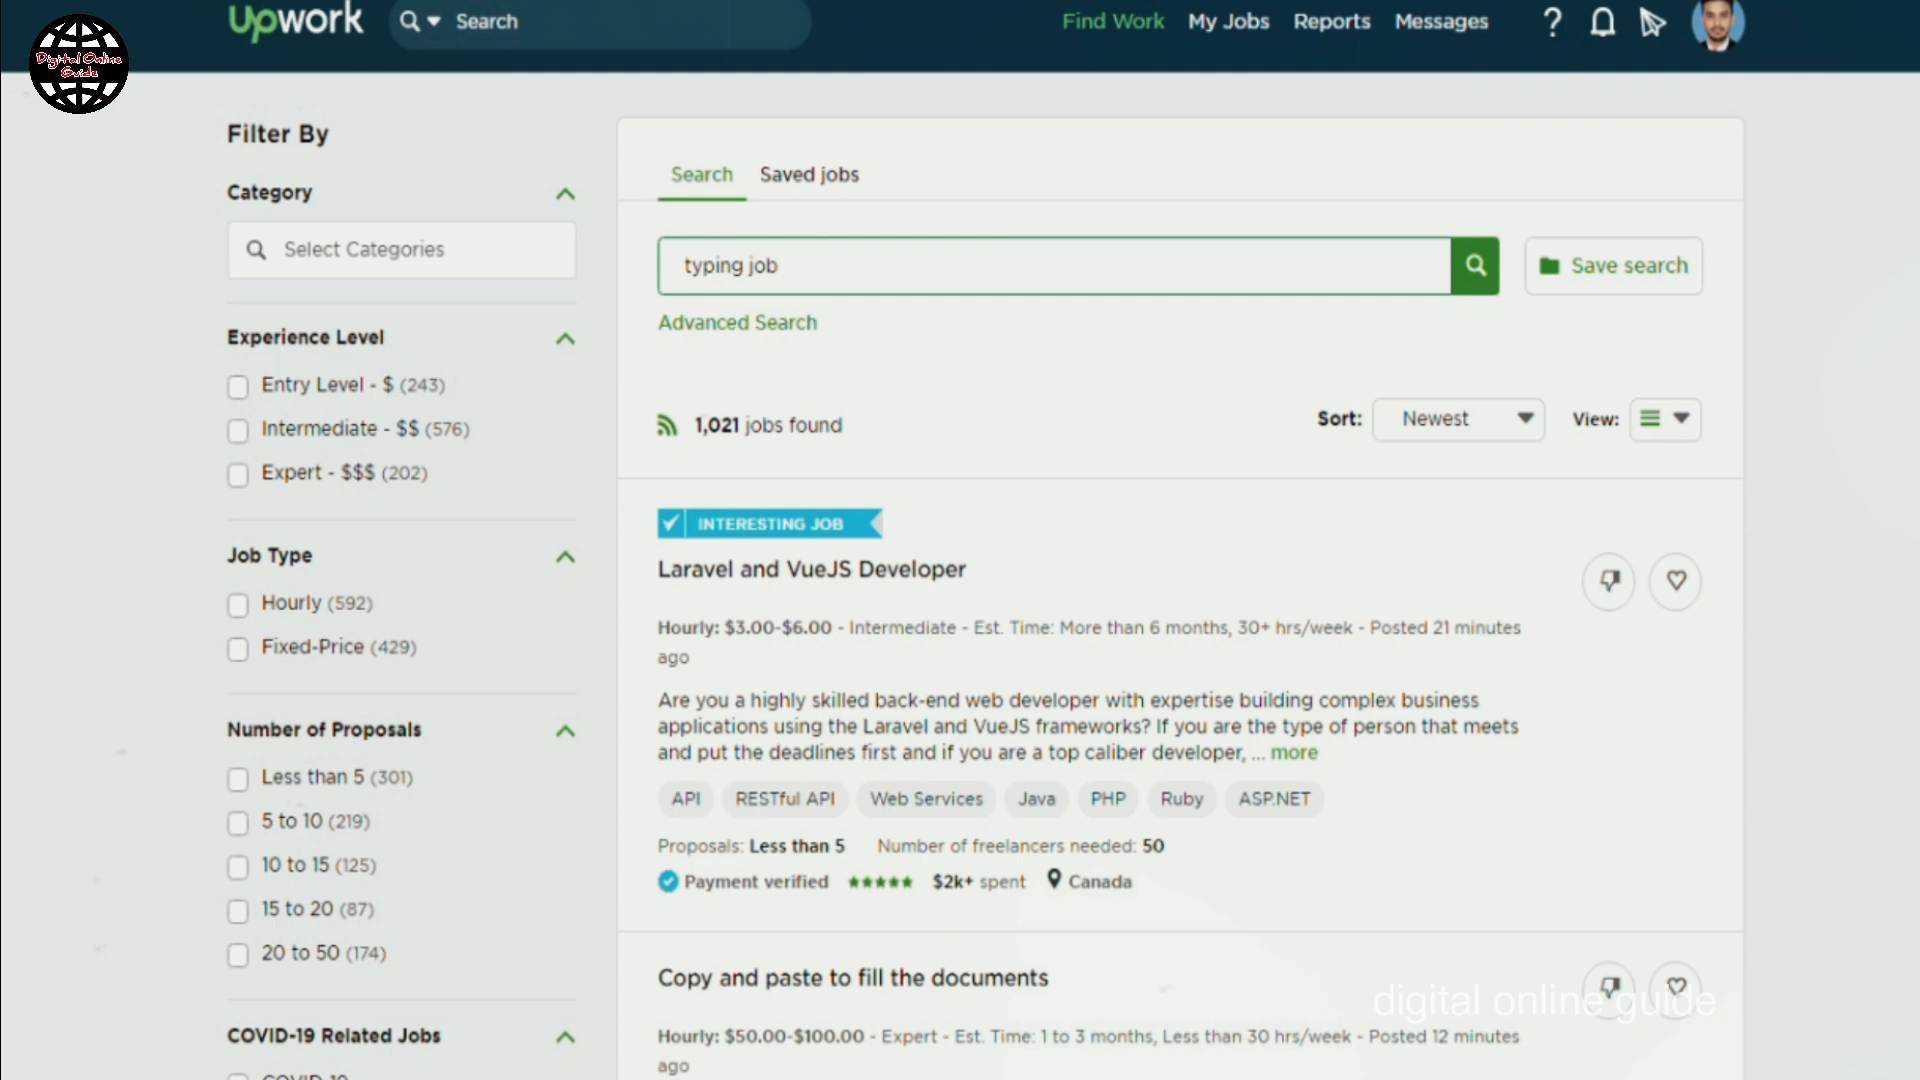 Upwork
Search
Find Work
My Jobs
Reports
Messages
Digital Online
Guide
Filter By
Category
Select Categories
Experience Level
Entry Level - $ (243)
Intermediate - $$ (576)
Expert - $$$ (202)
Job Type
Hourly (592)
Fixed-Price (429)
Number of Proposals
Less than 5 (301)
5 to 10 (219)
10 to 15 (125)
15 to 20 (87)
20 to 50 (174)
COVID-19 Related Jobs
COVID-19
Search
Saved jobs
typing job
Save search
Advanced Search
1,021 jobs found
Sort:
Newest
View:
INTERESTING JOB
Laravel and VueJS Developer
Hourly: $3.00-$6.00 - Intermediate - Est. Time: More than 6 months, 30+ hrs/week - Posted 21 minutes
ago
Are you a highly skilled back-end web developer with expertise building complex business
applications using the Laravel and VueJS frameworks? If you are the type of person that meets
and put the deadlines first and if you are a top caliber developer, ... more
API
RESTful API
Web Services
Java
PHP
Ruby
ASP.NET
Proposals: Less than 5
Number of freelancers needed: 50
Payment verified
$2k+ spent
Canada
Copy and paste to fill the documents
digital online guide
Hourly: $50.00-$100.00 - Expert - Est. Time: 1 to 3 months, Less than 30 hrs/week - Posted 12 minutes
ago